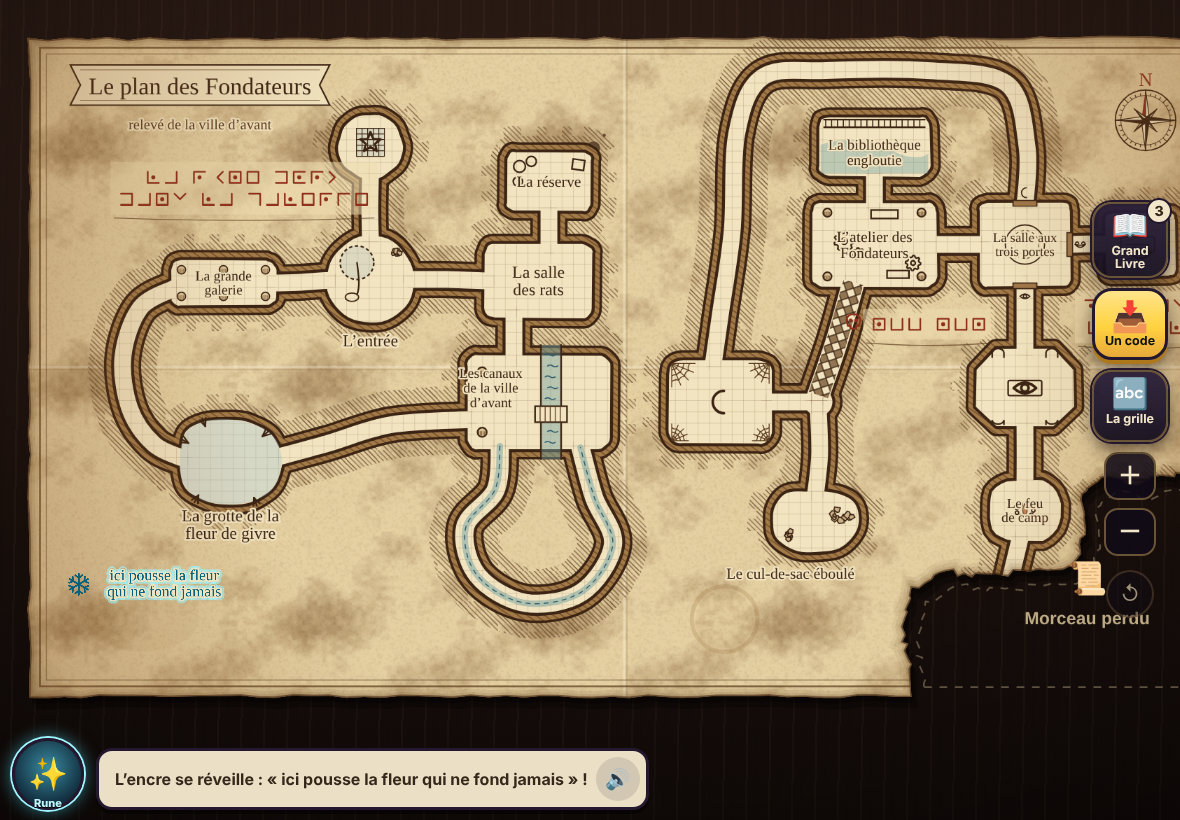 Le plan des Fondateurs
relevé de la ville d’avant
La réserve
La grande
galerie
L’entrée
La salle
des rats
Les canaux
de la ville
d’avant
La grotte de la
fleur de givre
ici pousse la fleur
qui ne fond jamais
La bibliothèque
engloutie
L’atelier des
Fondateurs
La salle aux
trois portes
Le feu
de camp
Le cul-de-sac éboulé
N
3
Grand
Livre
Un code
abc
La grille
+
−
Morceau perdu
Rune
L’encre se réveille : « ici pousse la fleur qui ne fond jamais » !